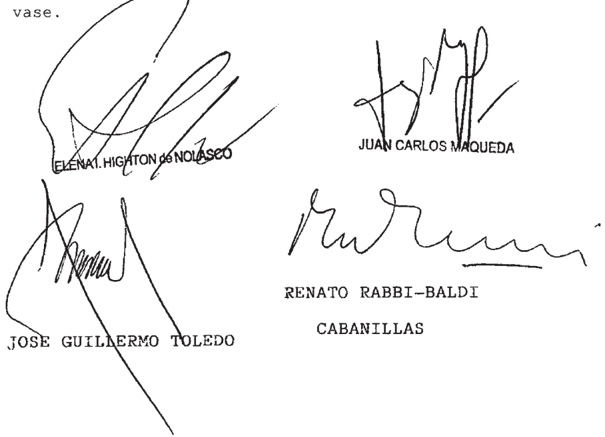 vase.
ELENA I. HIGHTON de NOLASCO
JUAN CARLOS MAQUEDA
JOSE GUILLERMO TOLEDO
RENATO RABBI-BALDI
CABANILLAS